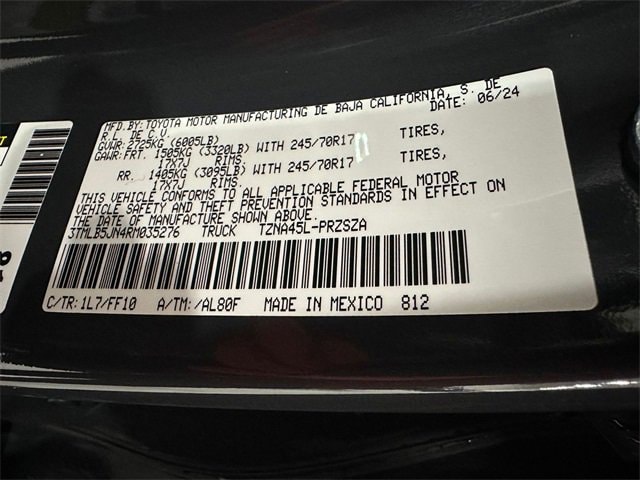 MFD.BY: TOYOTA MOTOR MANUFACTURING DE BAJA CALIFORNIA, S. DE
R.L. DE C.V. DATE: 06/24
GVWR: 2725KG (6005LB)
GAWR: FRT. 1505KG (3320LB) WITH 245/70R17 TIRES,
17X7J RIMS.
RR. 1405KG (3095LB) WITH 245/70R17 TIRES,
17X7J RIMS.
THIS VEHICLE CONFORMS TO ALL APPLICABLE FEDERAL MOTOR
VEHICLE SAFETY AND THEFT PREVENTION STANDARDS IN EFFECT ON
THE DATE OF MANUFACTURE SHOWN ABOVE.
3TMLB5JN4RM035276 TRUCK TZNA45L-PRZSZA
C/TR: 1L7/FF10 A/TM: /AL80F MADE IN MEXICO 812